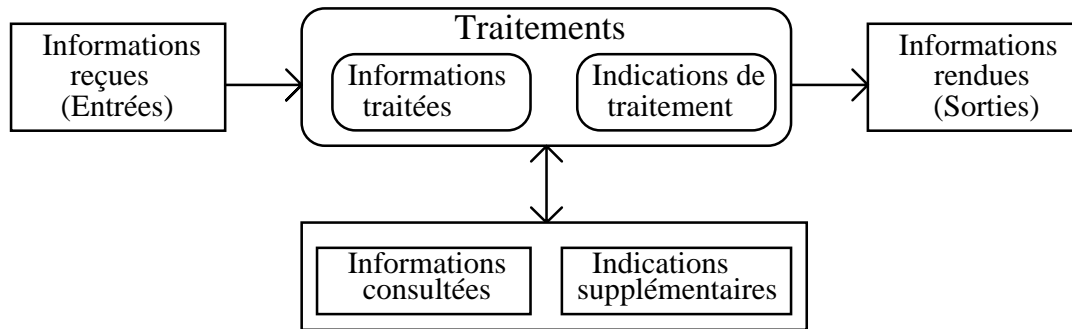 Informations
reçues
(Entrées)
Traitements
Informations
traitées
Indications de
traitement
Informations
rendues
(Sorties)
Informations
consultées
Indications
supplémentaires